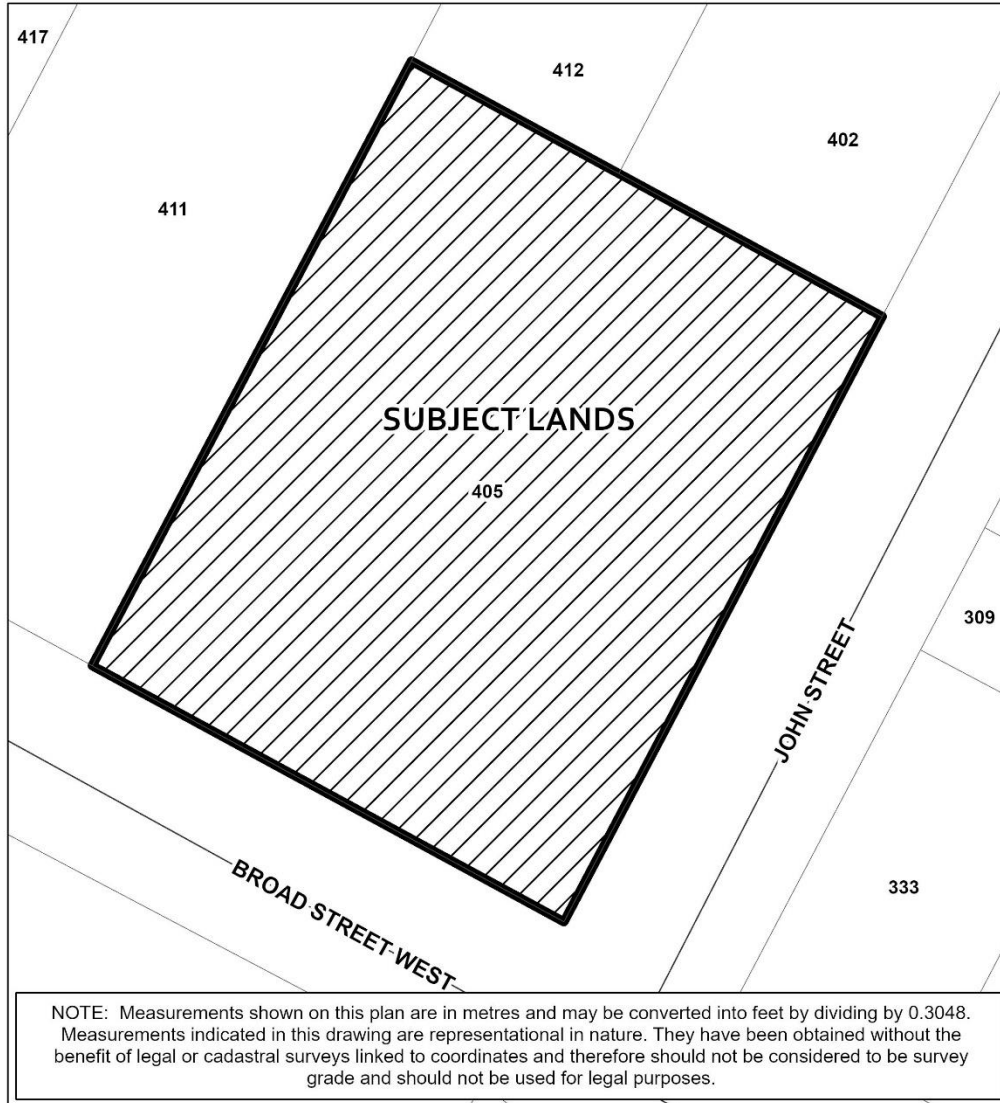 417
412
402
411
SUBJECT LANDS
405
309
JOHN STREET
333
BROAD STREET WEST
NOTE: Measurements shown on this plan are in metres and may be converted into feet by dividing by 0.3048.
Measurements indicated in this drawing are representational in nature. They have been obtained without the
benefit of legal or cadastral surveys linked to coordinates and therefore should not be considered to be survey
grade and should not be used for legal purposes.